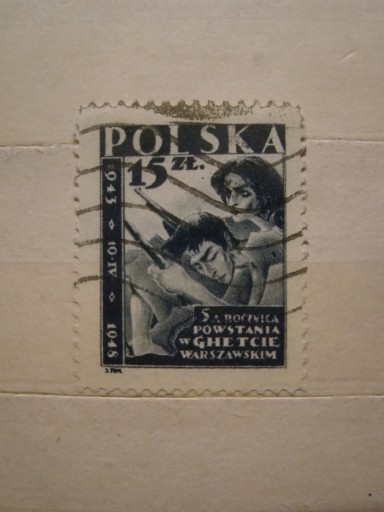 POLSKA
15 ZŁ.
1943 ⋄ 19·IV ⋄ 1948
5-A ROCZNICA
POWSTANIA
W GHETCIE
WARSZAWSKIM